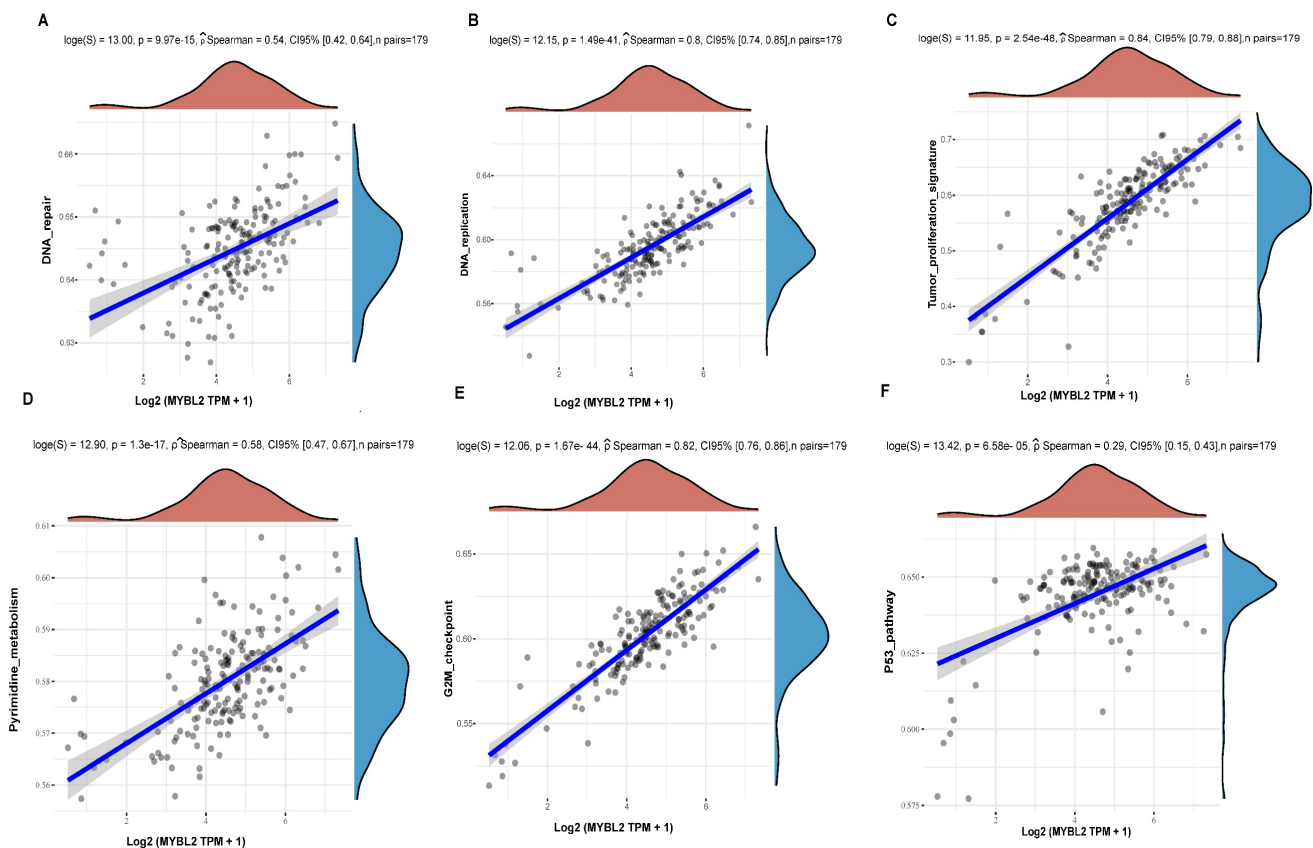 A
loge(S) = 13.00, p = 9.97e-15, ρ̂ Spearman = 0.54, CI95% [0.42, 0.64],n pairs=179
DNA_repair
0.66
0.65
0.64
0.63
2
4
6
Log2 (MYBL2 TPM + 1)
B
loge(S) = 12.15, p = 1.49e-41, ρ̂ Spearman = 0.8, CI95% [0.74, 0.85],n pairs=179
DNA_replication
0.64
0.60
0.56
2
4
6
Log2 (MYBL2 TPM + 1)
C
loge(S) = 11.95, p = 2.54e-48, ρ̂ Spearman = 0.84, CI95% [0.79, 0.88],n pairs=179
Tumor_proliferation_signature
0.7
0.6
0.5
0.4
0.3
2
4
6
Log2 (MYBL2 TPM + 1)
D
loge(S) = 12.90, p = 1.3e-17, ρ̂ Spearman = 0.58, CI95% [0.47, 0.67],n pairs=179
Pyrimidine_metabolism
0.61
0.60
0.59
0.58
0.57
0.56
2
4
6
Log2 (MYBL2 TPM + 1)
E
loge(S) = 12.06, p = 1.67e- 44, ρ̂ Spearman = 0.82, CI95% [0.76, 0.86],n pairs=179
G2M_checkpoint
0.65
0.60
0.55
2
4
6
Log2 (MYBL2 TPM + 1)
F
loge(S) = 13.42, p = 6.58e- 05, ρ̂ Spearman = 0.29, CI95% [0.15, 0.43],n pairs=179
P53_pathway
0.650
0.625
0.600
0.575
2
4
6
Log2 (MYBL2 TPM + 1)